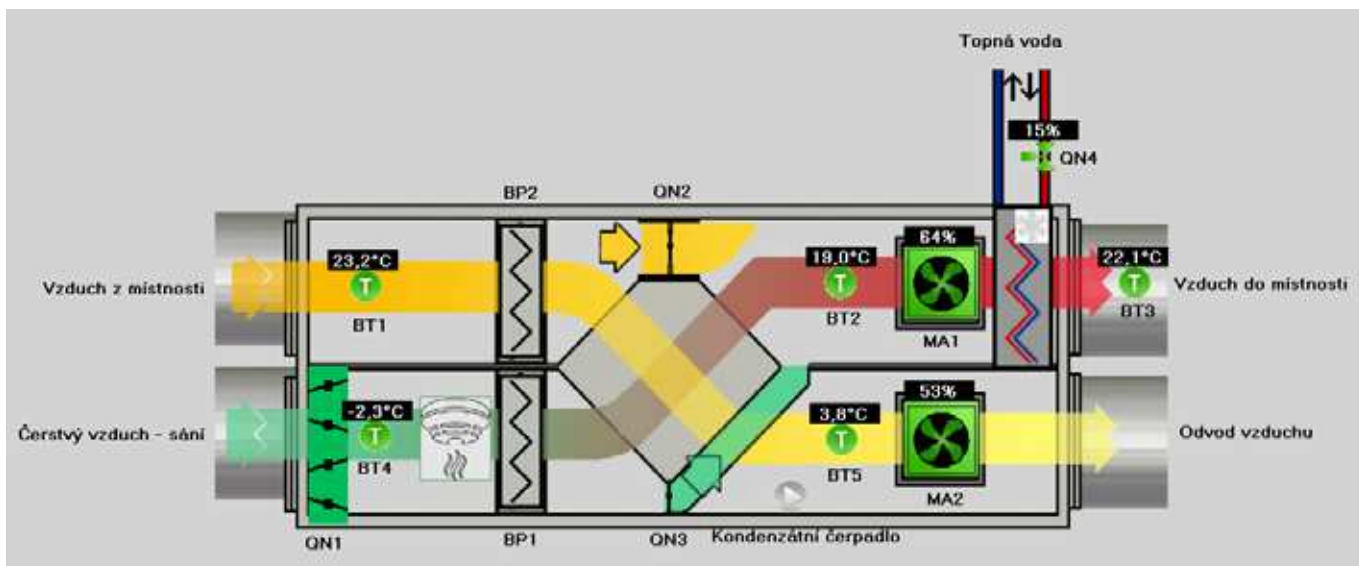 Topná voda
15%
QN4
BP2
QN2
23,2°C
T
BT1
19,0°C
T
BT2
64%
MA1
22,1°C
T
BT3
Vzduch z místnosti
Vzduch do místnosti
-2,3°C
T
BT4
3,8°C
T
BT5
53%
MA2
Čerstvý vzduch - sání
Odvod vzduchu
QN1
BP1
QN3
Kondenzátní čerpadlo